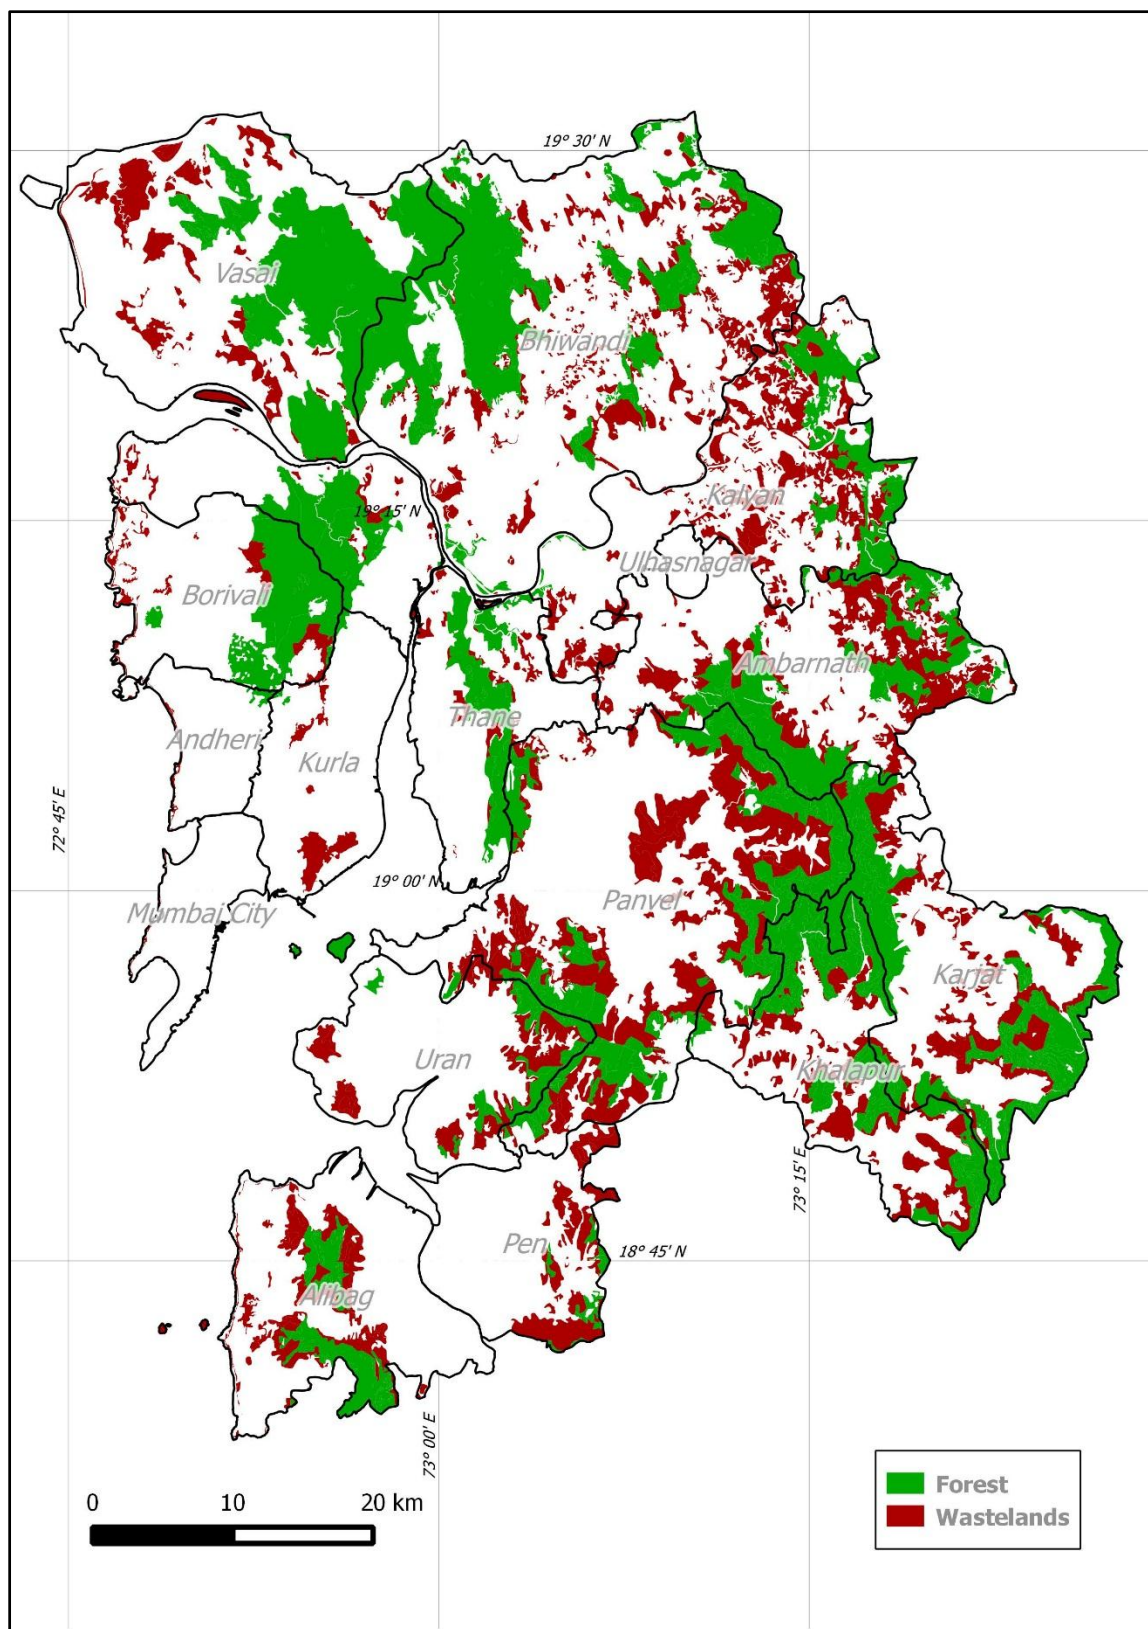 19° 30' N
Vasai
Bhiwandi
Kalyan
19° 15' N
Ulhasnagar
Borivali
Ambarnath
Thane
Andheri
Kurla
72° 45' E
19° 00' N
Panvel
Mumbai City
Karjat
Uran
Khalapur
73° 15' E
Pen
18° 45' N
Alibag
73° 00' E
0 10 20 km
Forest
Wastelands